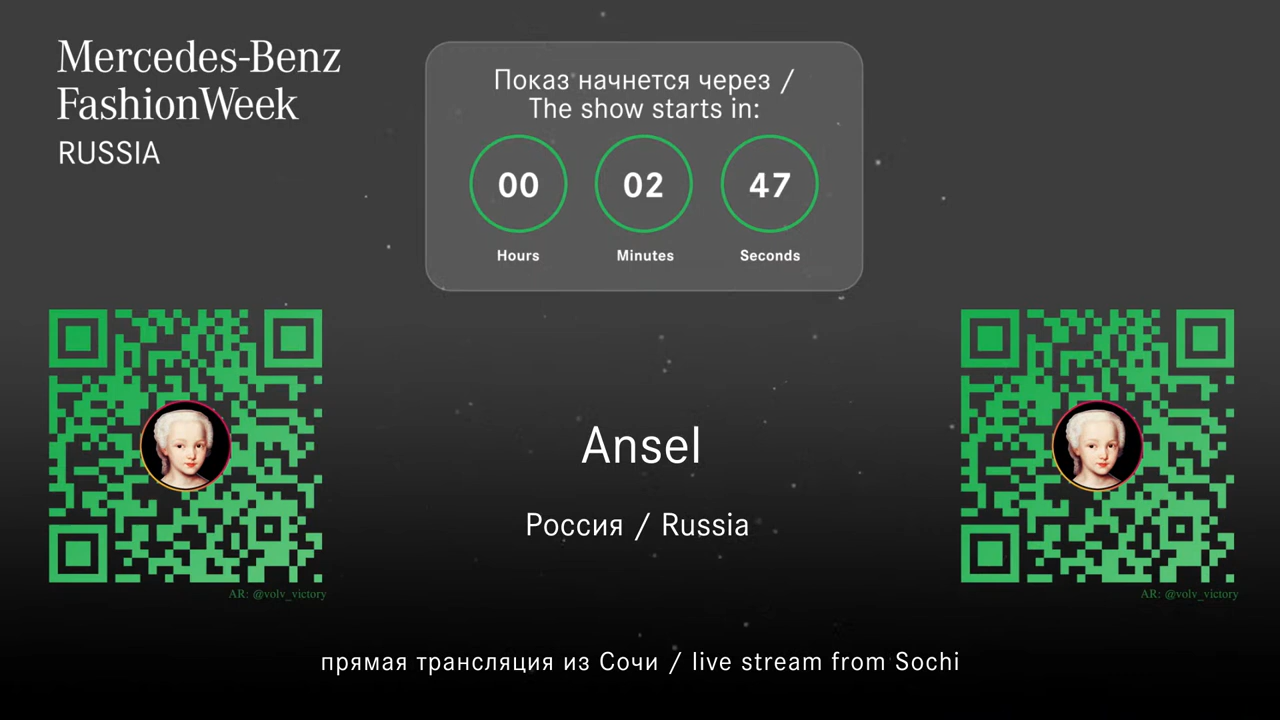 Mercedes-Benz
FashionWeek
RUSSIA
Показ начнется через /
The show starts in:
00 02 47
Hours Minutes Seconds
Ansel
Россия / Russia
AR: @volv_victory
AR: @volv_victory
прямая трансляция из Сочи / live stream from Sochi